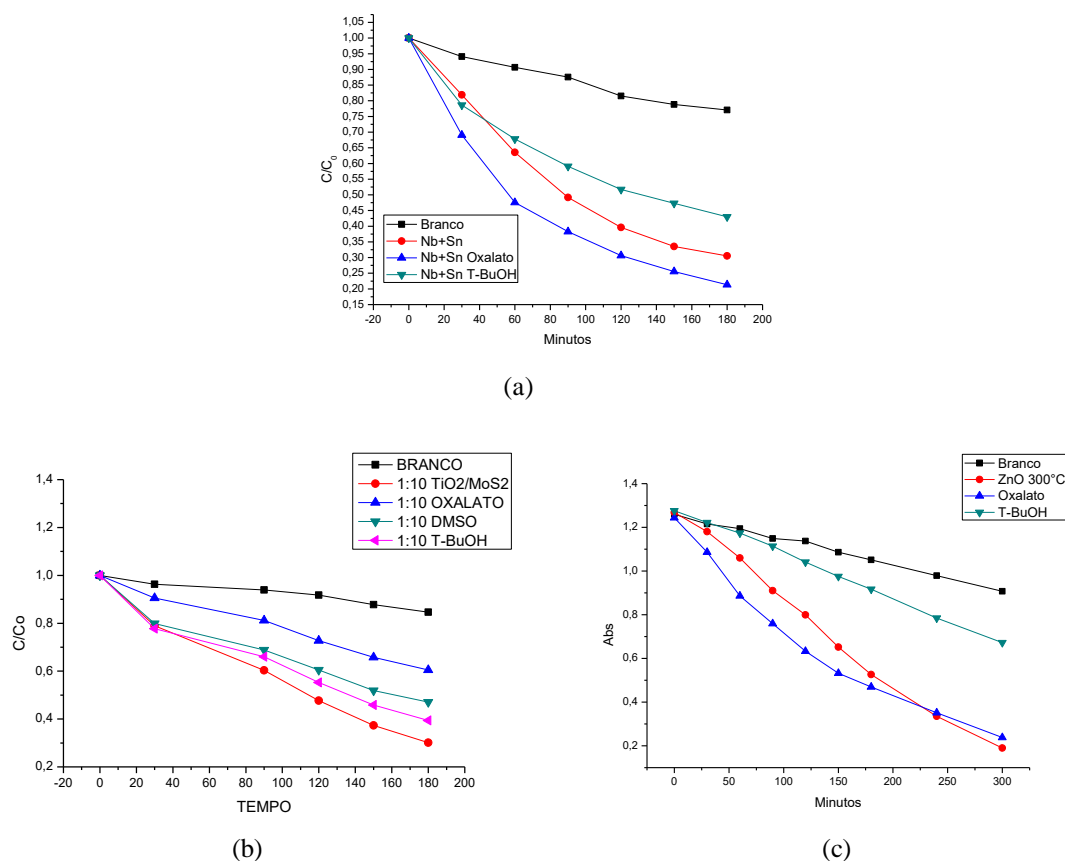 1,05
1,00
0,95
0,90
0,85
0,80
0,75
0,70
0,65
0,60
0,55
0,50
0,45
0,40
0,35
0,30
0,25
0,20
0,15
C/C0
Branco
Nb+Sn
Nb+Sn Oxalato
Nb+Sn T-BuOH
-20 0 20 40 60 80 100 120 140 160 180 200
Minutos
(a)
1,4
1,2
1,0
0,8
0,6
0,4
0,2
C/Co
BRANCO
1:10 TiO2/MoS2
1:10 OXALATO
1:10 DMSO
1:10 T-BUOH
-20 0 20 40 60 80 100 120 140 160 180 200
TEMPO
(b)
1,4
1,2
1,0
0,8
0,6
0,4
0,2
Abs
Branco
ZnO 300°C
Oxalato
T-BuOH
0 50 100 150 200 250 300
Minutos
(c)